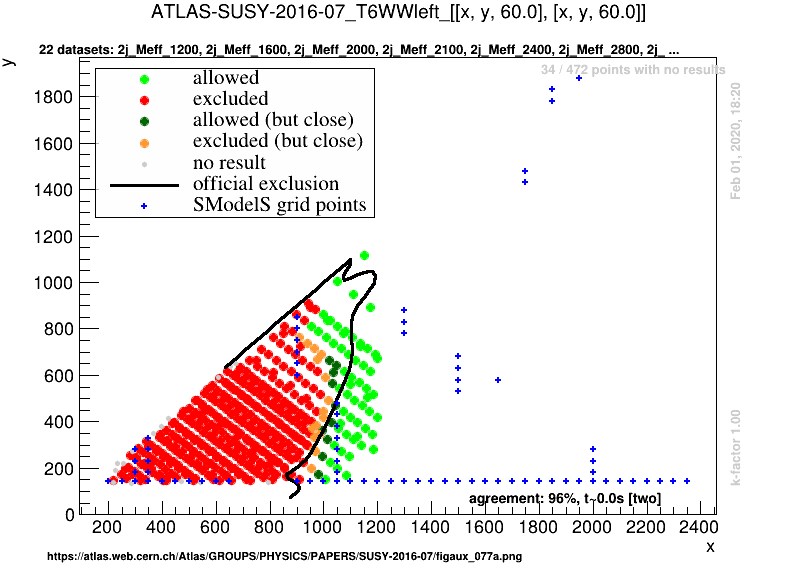 ATLAS-SUSY-2016-07_T6WWleft_[[x, y, 60.0], [x, y, 60.0]]
22 datasets: 2j_Meff_1200, 2j_Meff_1600, 2j_Meff_2000, 2j_Meff_2100, 2j_Meff_2400, 2j_Meff_2800, 2j_ ...
y
34 / 472 points with no results
allowed
excluded
allowed (but close)
excluded (but close)
no result
official exclusion
SModelS grid points
Feb 01, 2020, 18:20
k-factor 1.00
1800
1600
1400
1200
1000
800
600
400
200
0
agreement: 96%, t~0.0s [two]
200 400 600 800 1000 1200 1400 1600 1800 2000 2200 2400
x
https://atlas.web.cern.ch/Atlas/GROUPS/PHYSICS/PAPERS/SUSY-2016-07/figaux_077a.png